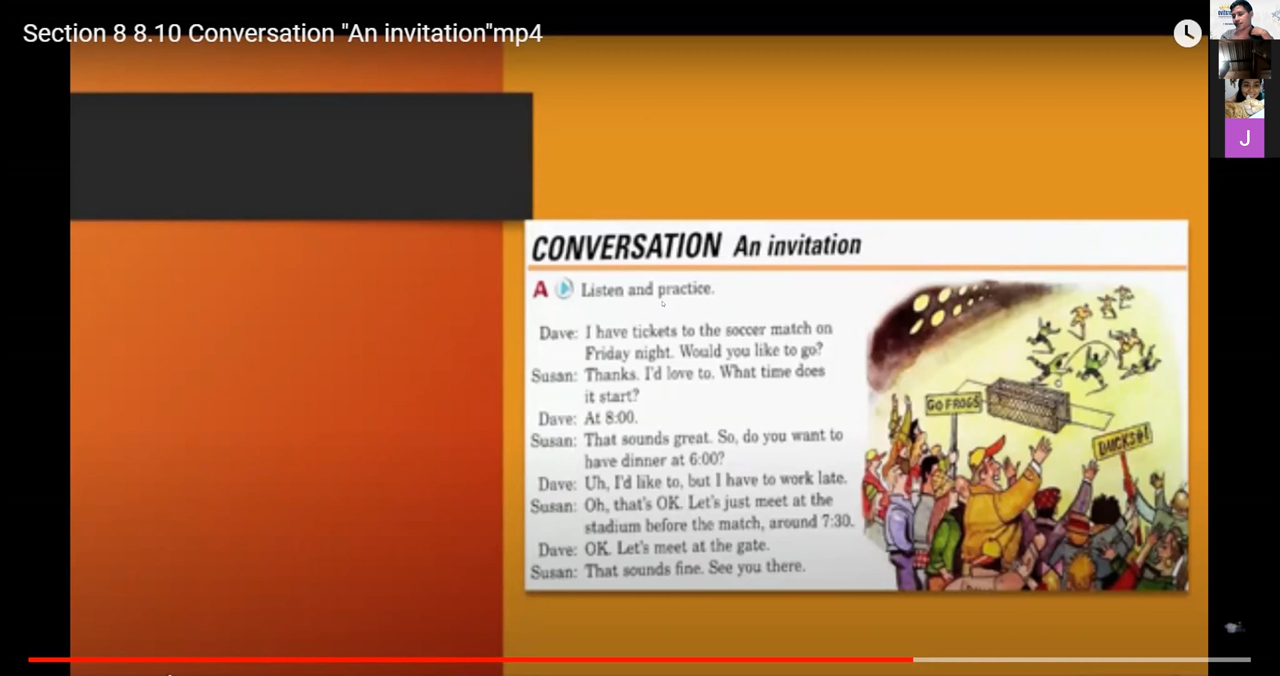 Section 8 8.10 Conversation "An invitation"mp4
CONVERSATION An invitation
A Listen and practice.
Dave: I have tickets to the soccer match on
Friday night. Would you like to go?
Susan: Thanks. I'd love to. What time does
it start?
Dave: At 8:00.
Susan: That sounds great. So, do you want to
have dinner at 6:00?
Dave: Uh, I'd like to, but I have to work late.
Susan: Oh, that's OK. Let's just meet at the
stadium before the match, around 7:30.
Dave: OK. Let's meet at the gate.
Susan: That sounds fine. See you there.
GO FROGS
J